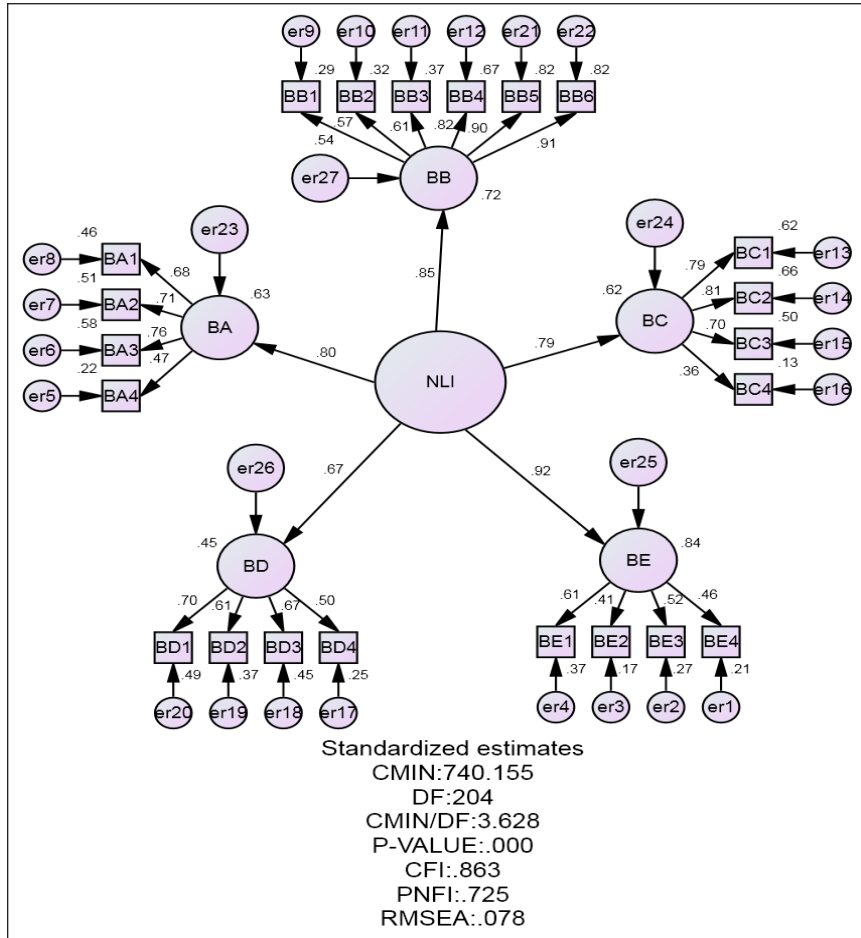 er9 er10 er11 er12 er21 er22
.29 .32 .37 .67 .82 .82
BB1 BB2 BB3 BB4 BB5 BB6
.54 .57 .61 .82 .90 .91
er27 BB .72
er23 er24
.46 .62
er8 BA1 .68 BC1 er13 .79
.51 .66
er7 BA2 .71 .63 BC2 er14 .81
.58 .50
er6 BA3 .76 BA .62 BC .70 BC3 er15
.22 .13
er5 BA4 .47 .36 BC4 er16
.85
.80 NLI .79
.67 .92
er26 er25
.45 BD BE .84
.70 .61 .67 .50 .61 .41 .52 .46
BD1 BD2 BD3 BD4 BE1 BE2 BE3 BE4
.49 .37 .45 .25 .37 .17 .27 .21
er20 er19 er18 er17 er4 er3 er2 er1
Standardized estimates
CMIN:740.155
DF:204
CMIN/DF:3.628
P-VALUE:.000
CFI:.863
PNFI:.725
RMSEA:.078